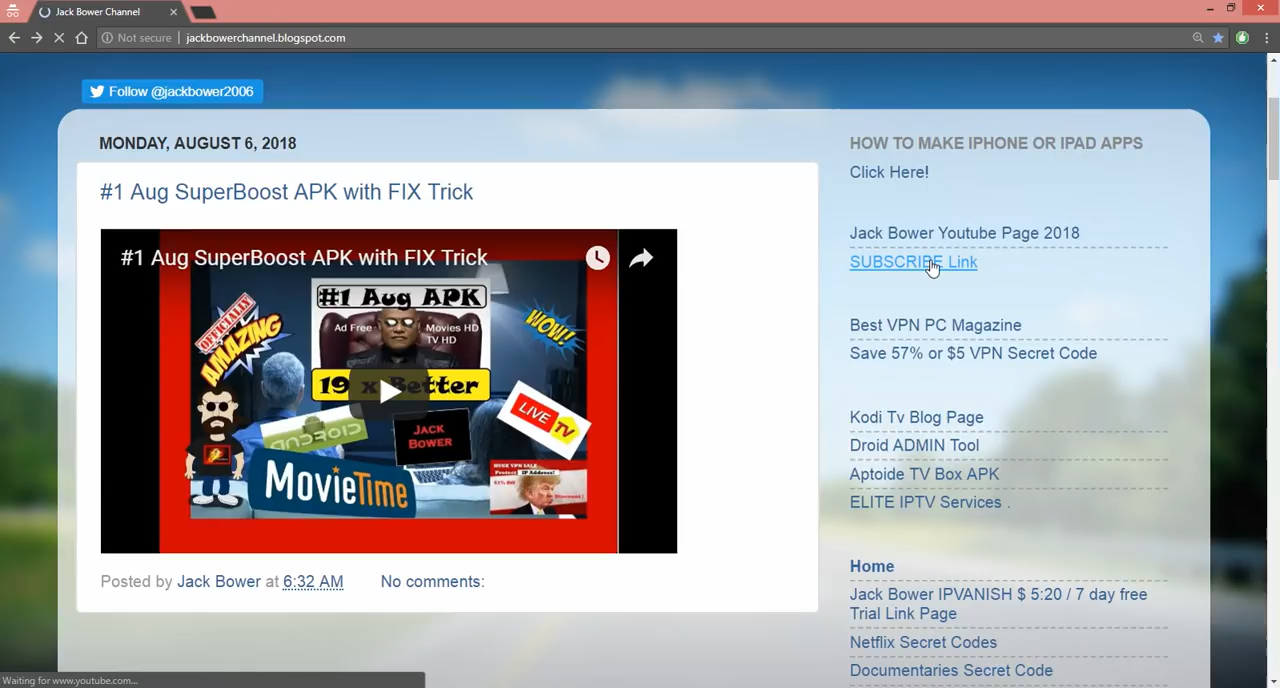 Jack Bower Channel
Not secure | jackbowerchannel.blogspot.com
Follow @jackbower2006
MONDAY, AUGUST 6, 2018
#1 Aug SuperBoost APK with FIX Trick
#1 Aug SuperBoost APK with FIX Trick
#1 Aug APK
OFFICIALLY
AMAZING
Ad Free
Movies HD
TV HD
WOW!
19 x Better
ANDROID
JACK
BOWER
LIVE
TV
MovieTime
Posted by Jack Bower at 6:32 AM
No comments:
HOW TO MAKE IPHONE OR IPAD APPS
Click Here!
Jack Bower Youtube Page 2018
SUBSCRIBE Link
Best VPN PC Magazine
Save 57% or $5 VPN Secret Code
Kodi Tv Blog Page
Droid ADMIN Tool
Aptoide TV Box APK
ELITE IPTV Services .
Home
Jack Bower IPVANISH $ 5:20 / 7 day free
Trial Link Page
Netflix Secret Codes
Documentaries Secret Code
Waiting for www.youtube.com...